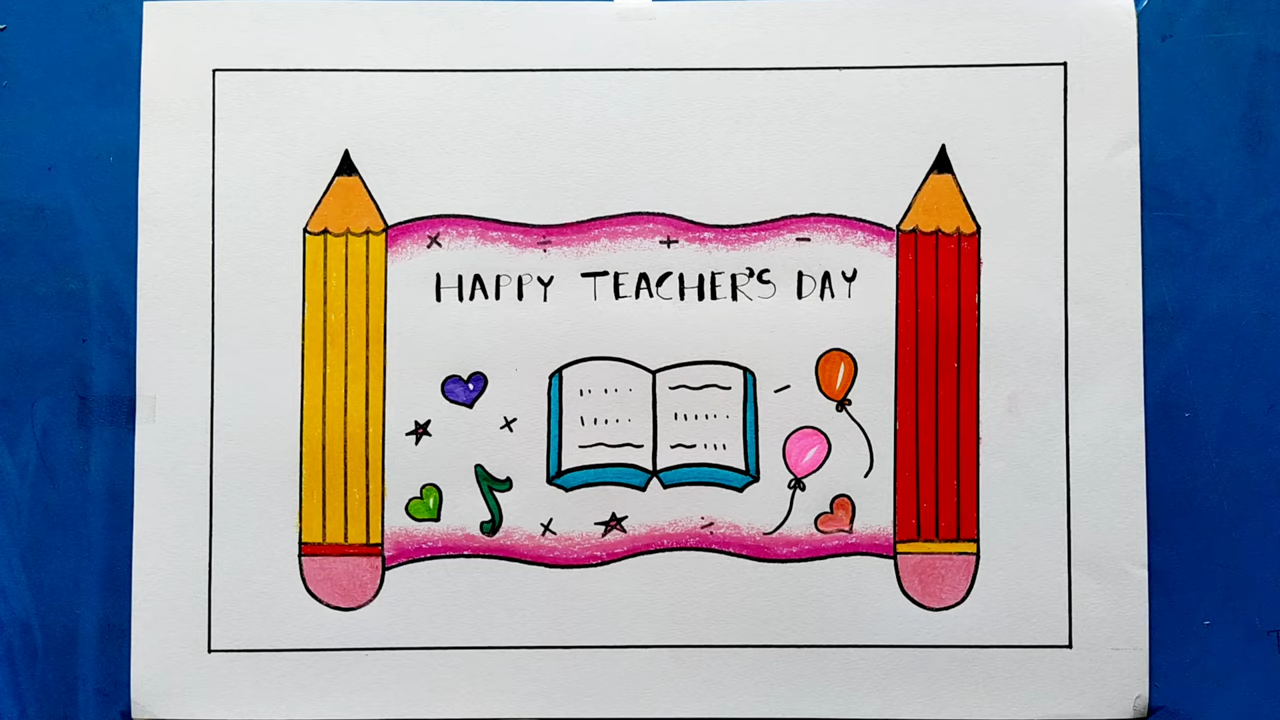 × ÷ + −
HAPPY TEACHER'S DAY